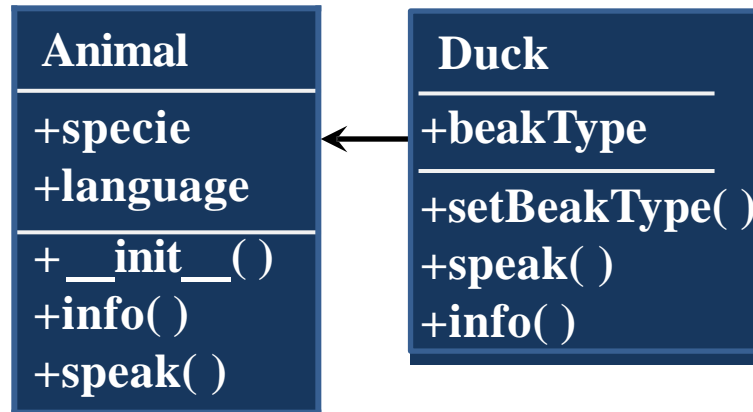 Animal
+specie
+language
+__init__( )
+info( )
+speak( )
Duck
+beakType
+setBeakType( )
+speak( )
+info( )